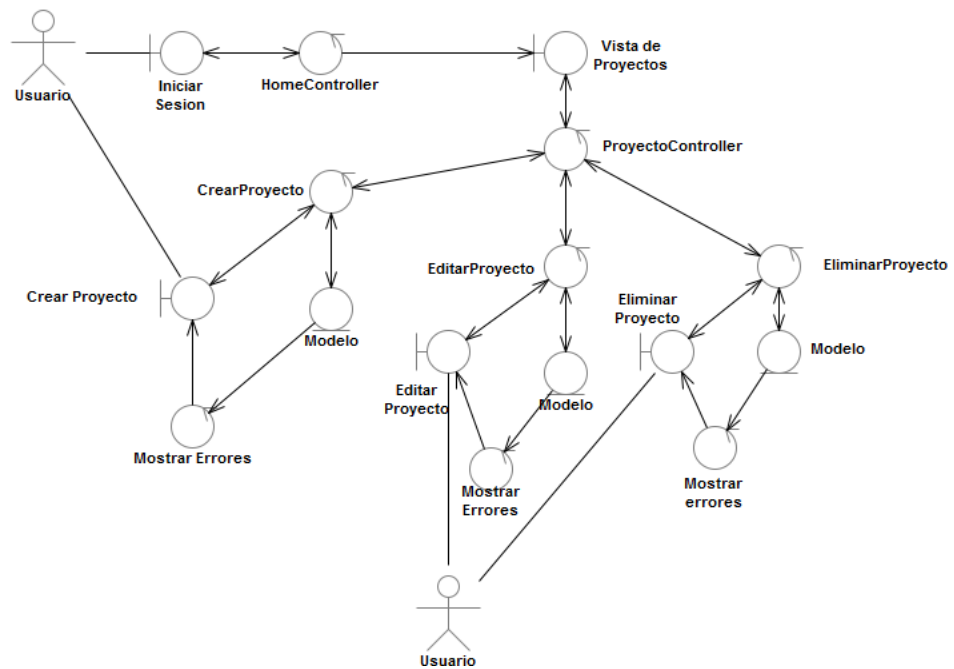 Usuario
Iniciar
Sesion
HomeController
Vista de
Proyectos
ProyectoController
CrearProyecto
EditarProyecto
EliminarProyecto
Crear Proyecto
Modelo
Eliminar
Proyecto
Modelo
Editar
Proyecto
Modelo
Mostrar Errores
Mostrar
Errores
Mostrar
errores
Usuario